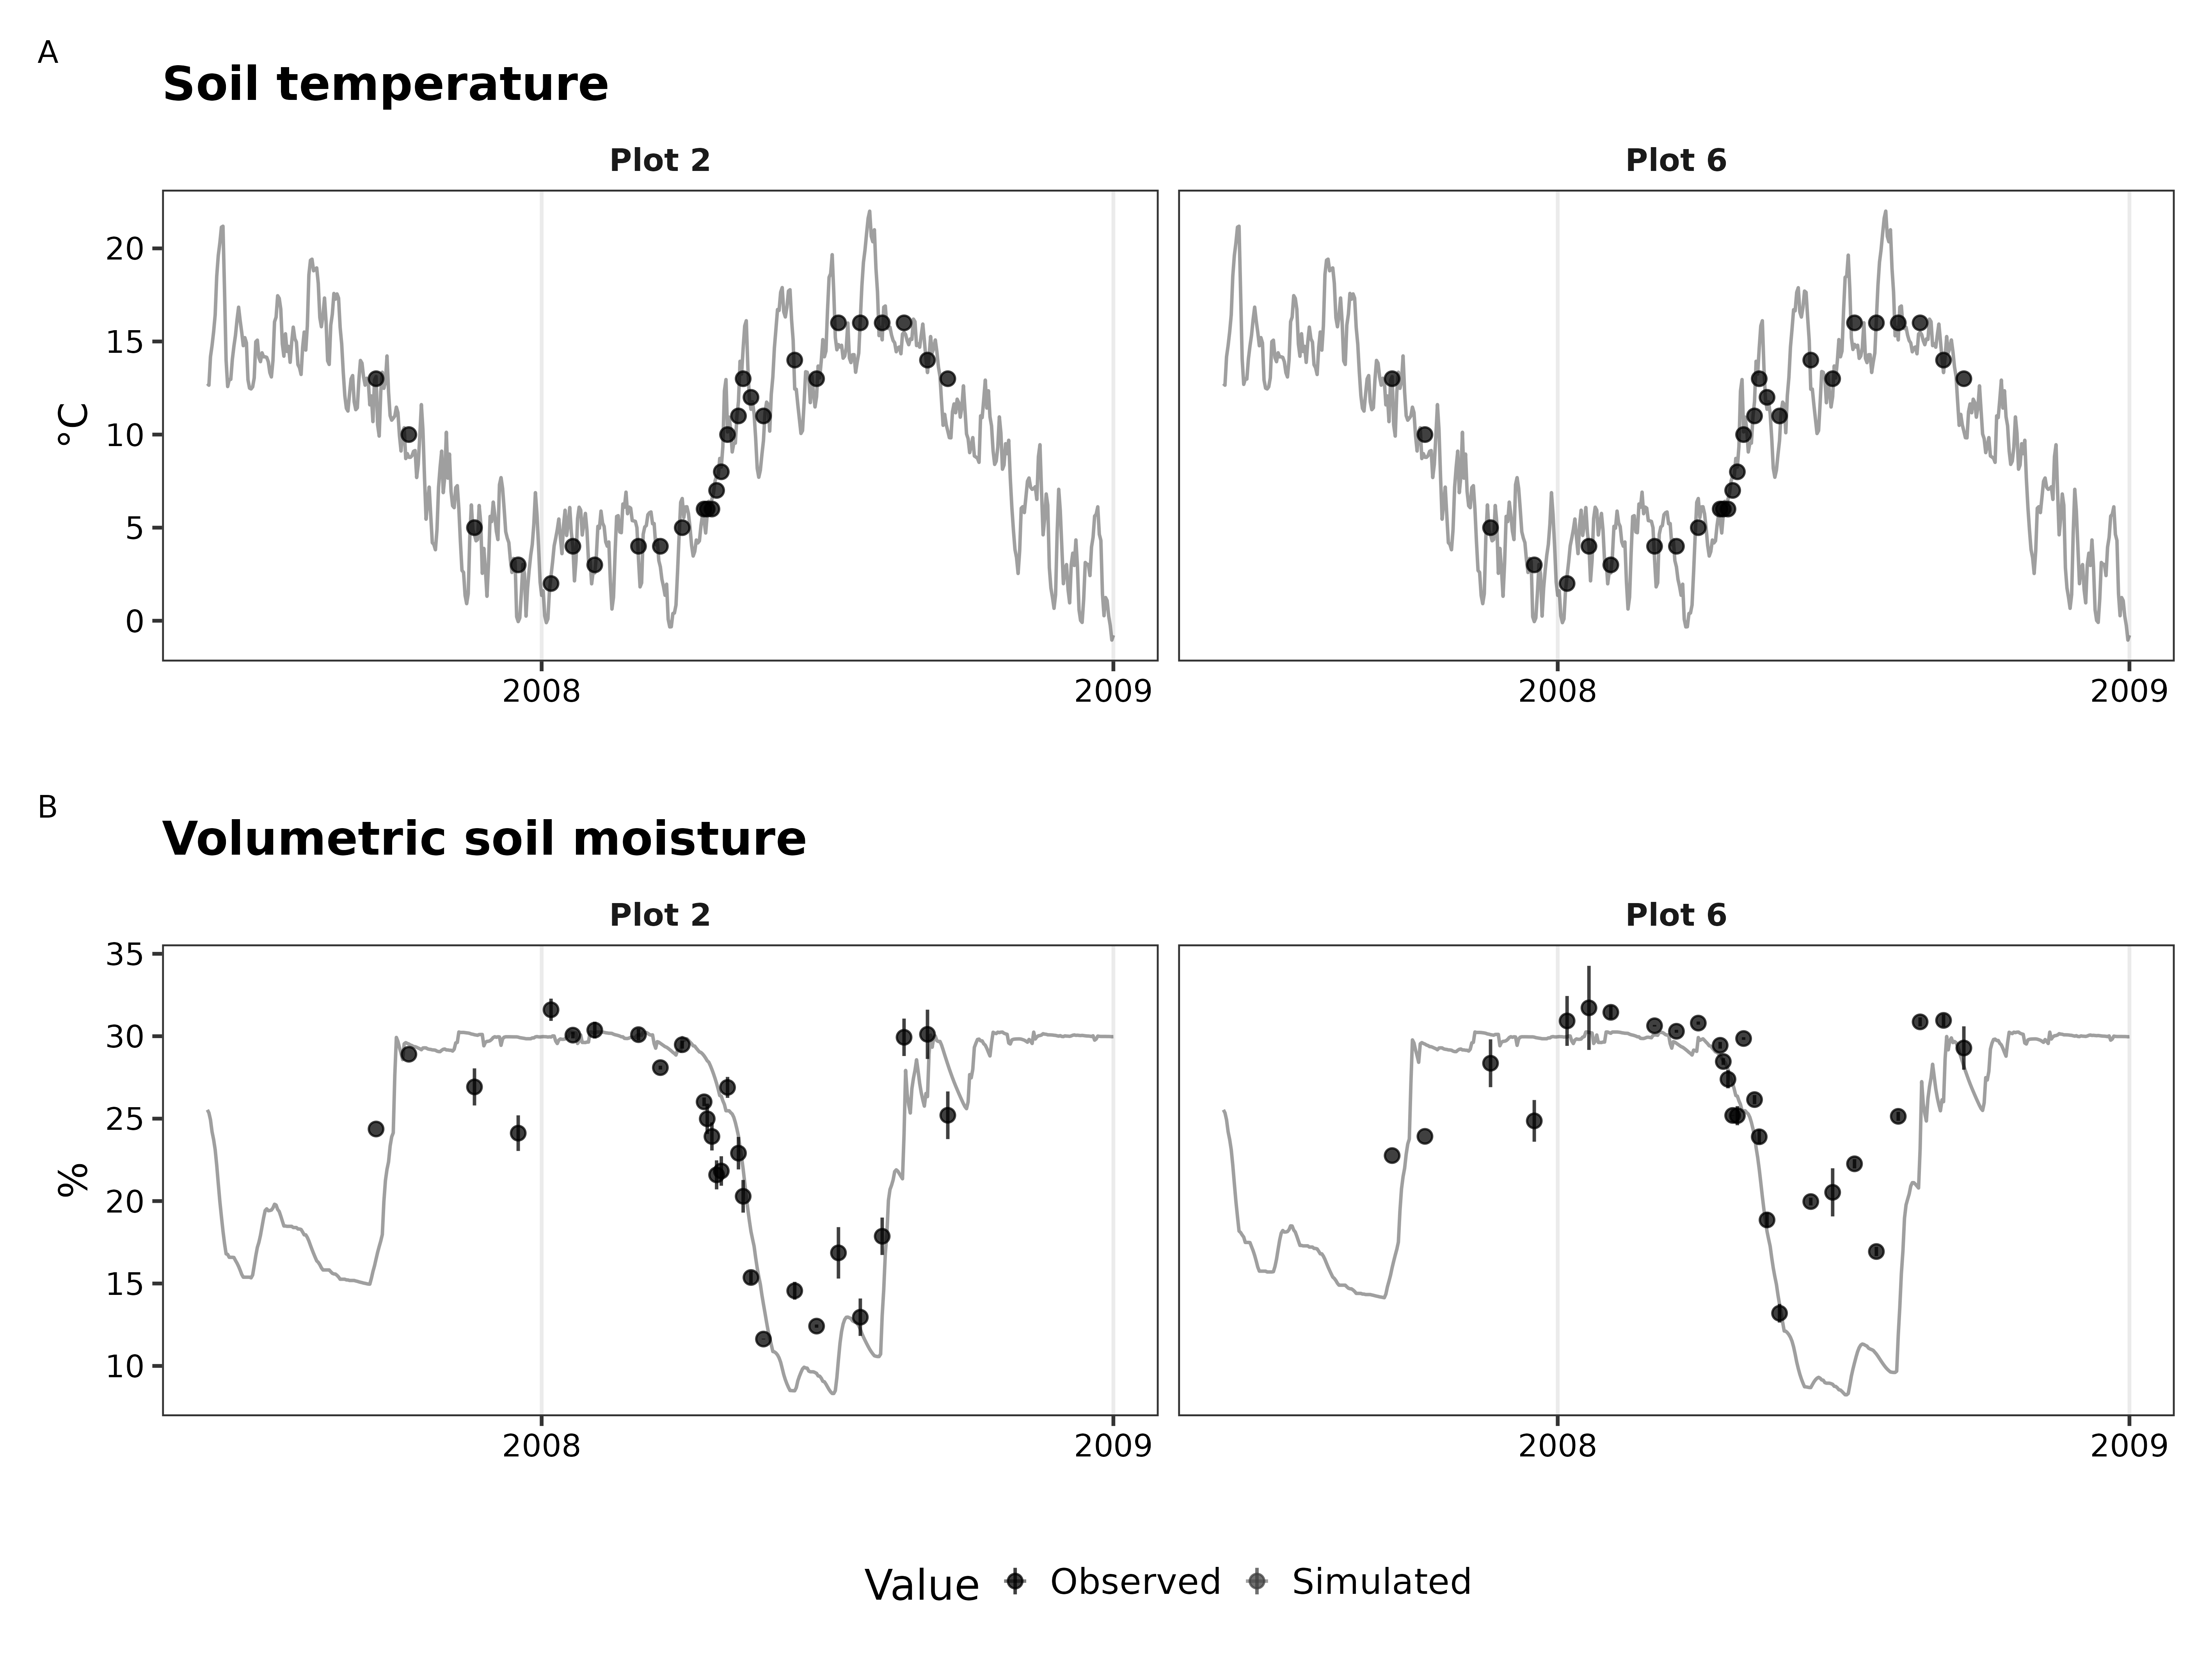 A
Soil temperature
Plot 2
Plot 6
°C
20
15
10
5
0
2008
2009
2008
2009
B
Volumetric soil moisture
Plot 2
Plot 6
%
35
30
25
20
15
10
2008
2009
2008
2009
Value Observed Simulated